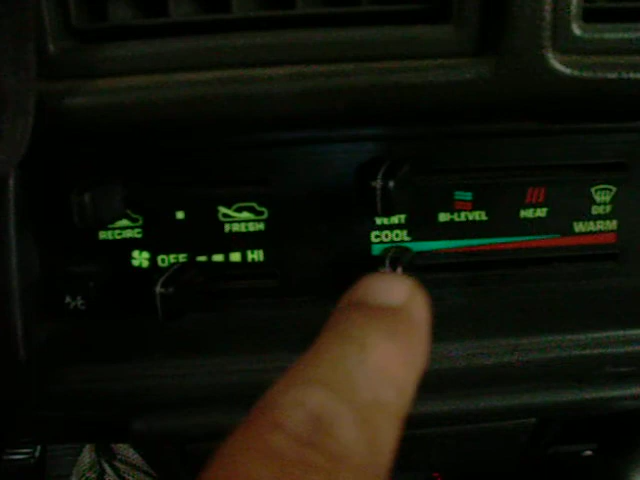 RECIRC FRESH
VENT BI-LEVEL HEAT DEF
COOL WARM
OFF HI
A/C